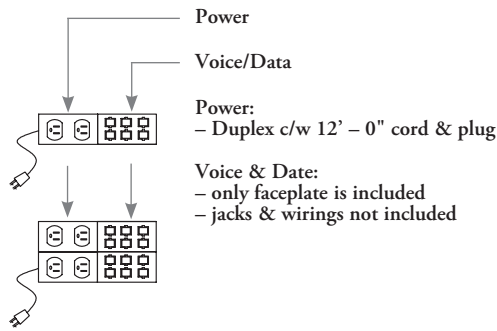 Power
Voice/Data
Power:
– Duplex c/w 12’ – 0" cord & plug
Voice & Date:
– only faceplate is included
– jacks & wirings not included